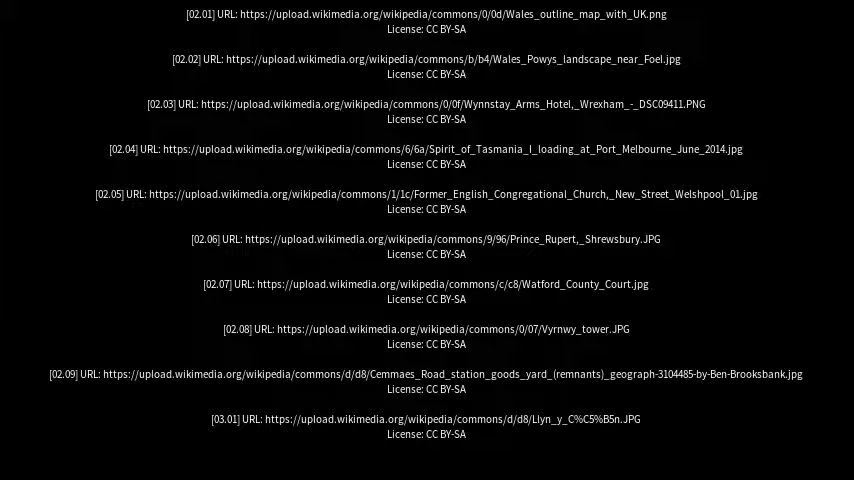 [02.01] URL: https://upload.wikimedia.org/wikipedia/commons/0/0d/Wales_outline_map_with_UK.png
License: CC BY-SA
[02.02] URL: https://upload.wikimedia.org/wikipedia/commons/b/b4/Wales_Powys_landscape_near_Foel.jpg
License: CC BY-SA
[02.03] URL: https://upload.wikimedia.org/wikipedia/commons/0/0f/Wynnstay_Arms_Hotel,_Wrexham_-_DSC09411.PNG
License: CC BY-SA
[02.04] URL: https://upload.wikimedia.org/wikipedia/commons/6/6a/Spirit_of_Tasmania_I_loading_at_Port_Melbourne_June_2014.jpg
License: CC BY-SA
[02.05] URL: https://upload.wikimedia.org/wikipedia/commons/1/1c/Former_English_Congregational_Church,_New_Street_Welshpool_01.jpg
License: CC BY-SA
[02.06] URL: https://upload.wikimedia.org/wikipedia/commons/9/96/Prince_Rupert,_Shrewsbury.JPG
License: CC BY-SA
[02.07] URL: https://upload.wikimedia.org/wikipedia/commons/c/c8/Watford_County_Court.jpg
License: CC BY-SA
[02.08] URL: https://upload.wikimedia.org/wikipedia/commons/0/07/Vyrnwy_tower.JPG
License: CC BY-SA
[02.09] URL: https://upload.wikimedia.org/wikipedia/commons/d/d8/Cemmaes_Road_station_goods_yard_(remnants)_geograph-3104485-by-Ben-Brooksbank.jpg
License: CC BY-SA
[03.01] URL: https://upload.wikimedia.org/wikipedia/commons/d/d8/Llyn_y_C%C5%B5n.JPG
License: CC BY-SA